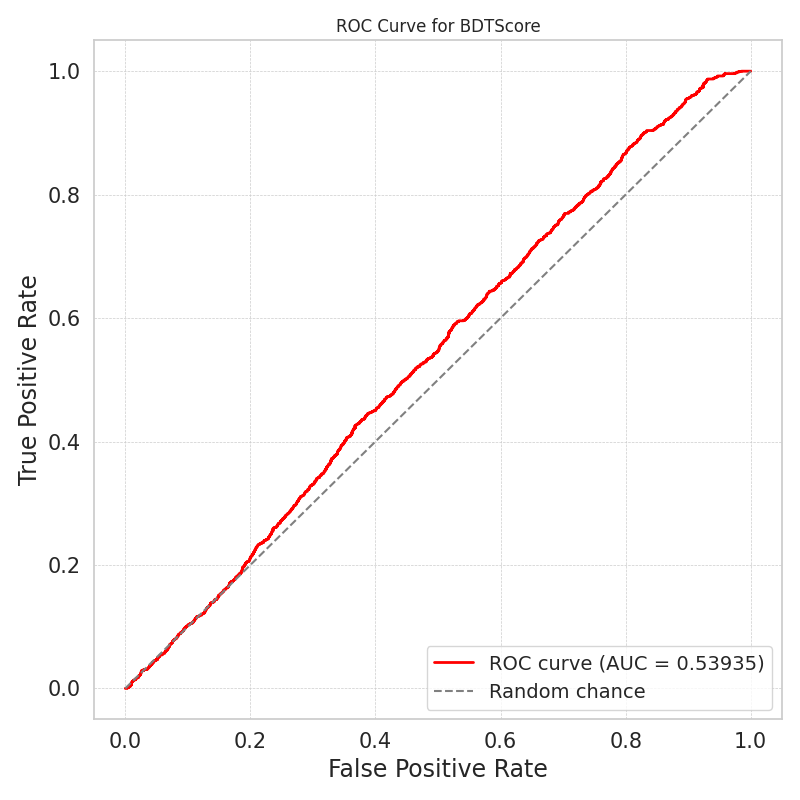 ROC Curve for BDTScore
True Positive Rate
1.0
0.8
0.6
0.4
0.2
0.0
ROC curve (AUC = 0.53935)
Random chance
0.0 0.2 0.4 0.6 0.8 1.0
False Positive Rate